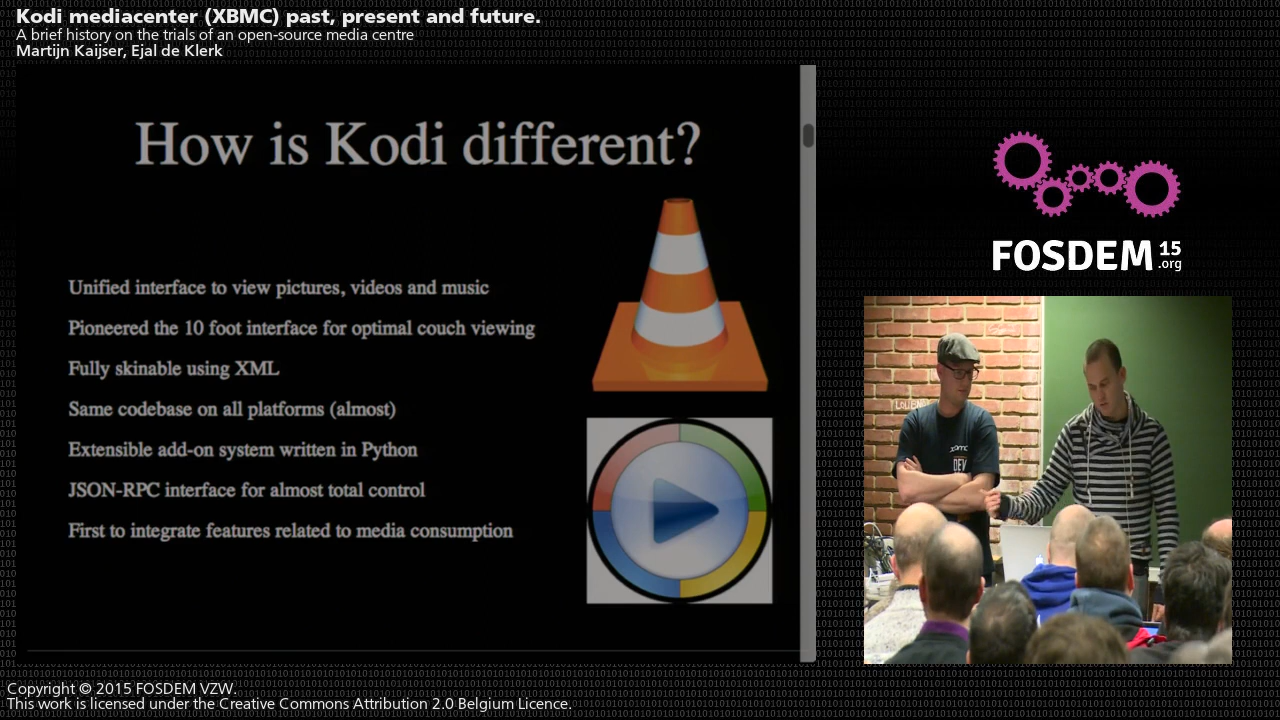 Kodi mediacenter (XBMC) past, present and future.
A brief history on the trials of an open-source media centre
Martijn Kaijser, Ejal de Klerk
How is Kodi different?
Unified interface to view pictures, videos and music
Pioneered the 10 foot interface for optimal couch viewing
Fully skinable using XML
Same codebase on all platforms (almost)
Extensible add-on system written in Python
JSON-RPC interface for almost total control
First to integrate features related to media consumption
FOSDEM 15
.org
xbmc
DEV
Copyright © 2015 FOSDEM VZW.
This work is licensed under the Creative Commons Attribution 2.0 Belgium Licence.